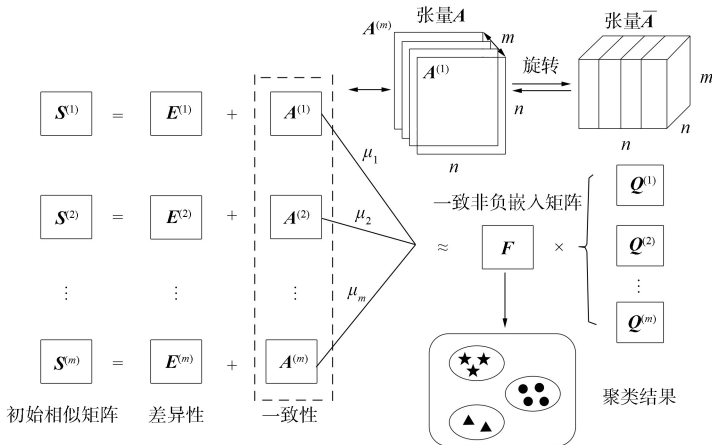 张量A 张量A̅
A(m) m
A(1) 旋转 m
n n
n n
S(1) = E(1) + A(1)
μ1
Q(1)
一致非负嵌入矩阵
S(2) = E(2) + A(2) μ2 ≈ F × Q(2)
⋮ ⋮ ⋮ μm ⋮
Q(m)
S(m) = E(m) + A(m)
聚类结果
初始相似矩阵 差异性 一致性